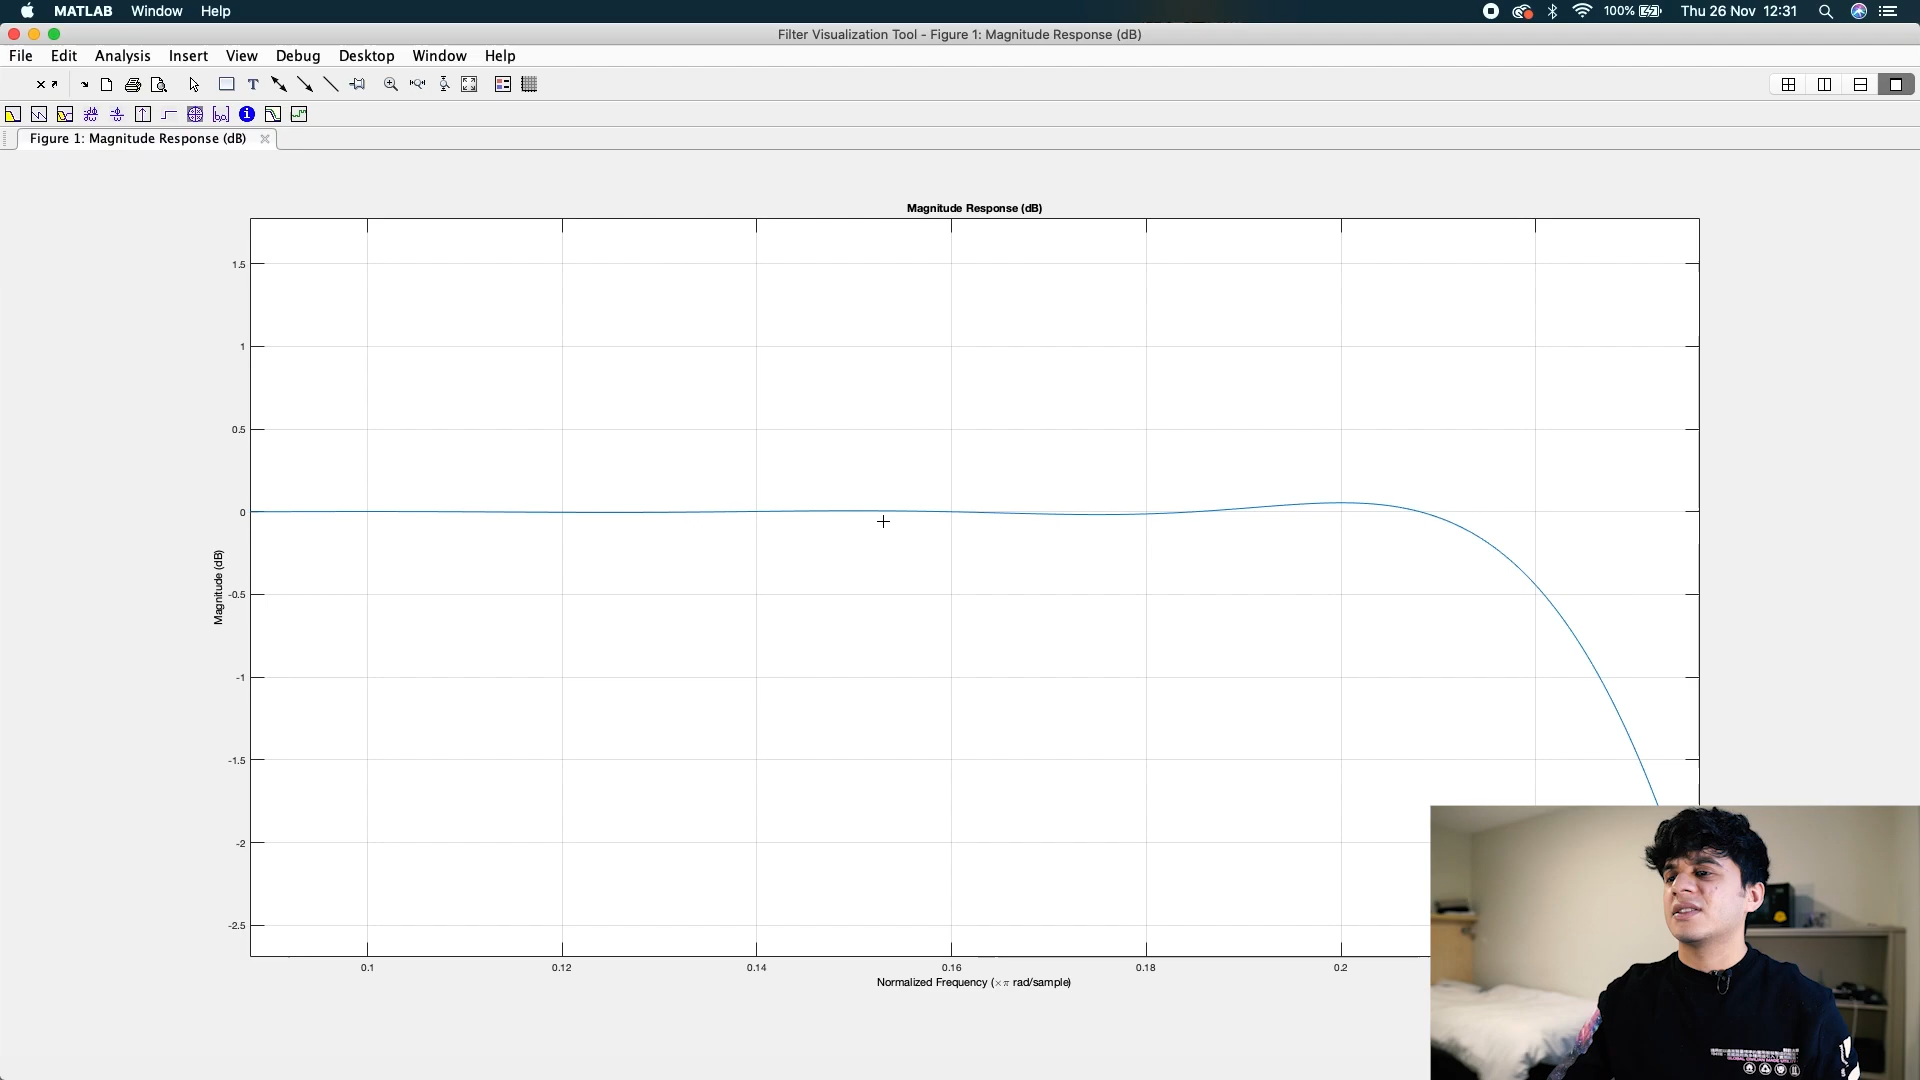 MATLAB Window Help
100% Thu 26 Nov 12:31
Filter Visualization Tool - Figure 1: Magnitude Response (dB)
File Edit Analysis Insert View Debug Desktop Window Help
Figure 1: Magnitude Response (dB)
Magnitude Response (dB)
1.5
1
0.5
0
-0.5
-1
-1.5
-2
-2.5
Magnitude (dB)
0.1 0.12 0.14 0.16 0.18 0.2
Normalized Frequency (×π rad/sample)